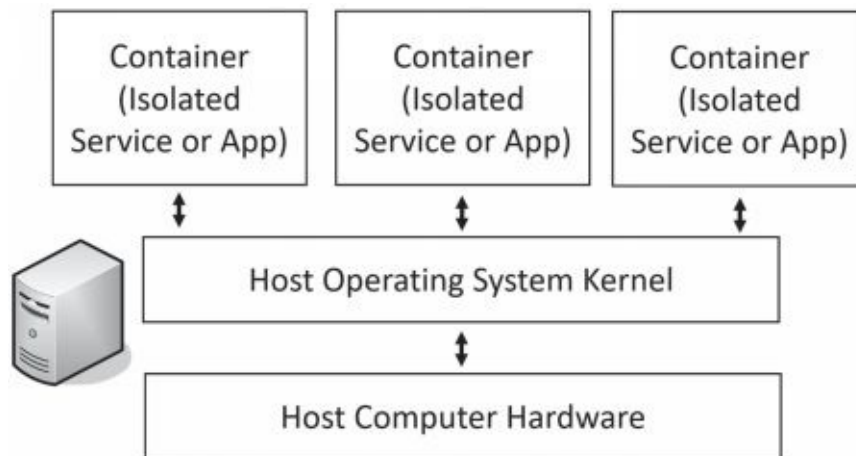 Container
(Isolated
Service or App)
Container
(Isolated
Service or App)
Container
(Isolated
Service or App)
Host Operating System Kernel
Host Computer Hardware